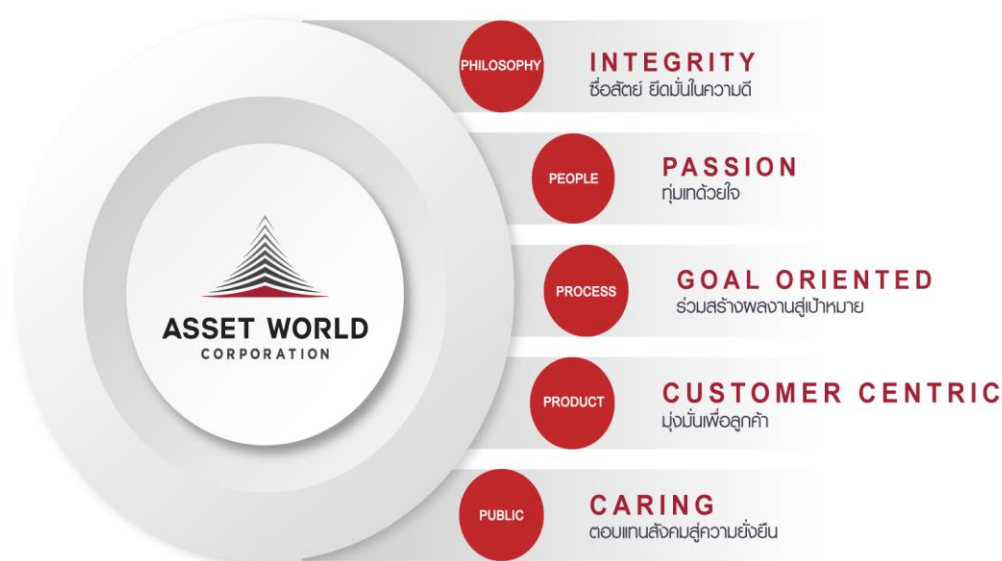 ASSET WORLD
CORPORATION
PHILOSOPHY
INTEGRITY
ซื่อสัตย์ ยึดมั่นในความดี
PEOPLE
PASSION
ทุ่มเทด้วยใจ
PROCESS
GOAL ORIENTED
ร่วมสร้างผลงานสู่เป้าหมาย
PRODUCT
CUSTOMER CENTRIC
มุ่งมั่นเพื่อลูกค้า
PUBLIC
CARING
ตอบแทนสังคมสู่ความยั่งยืน